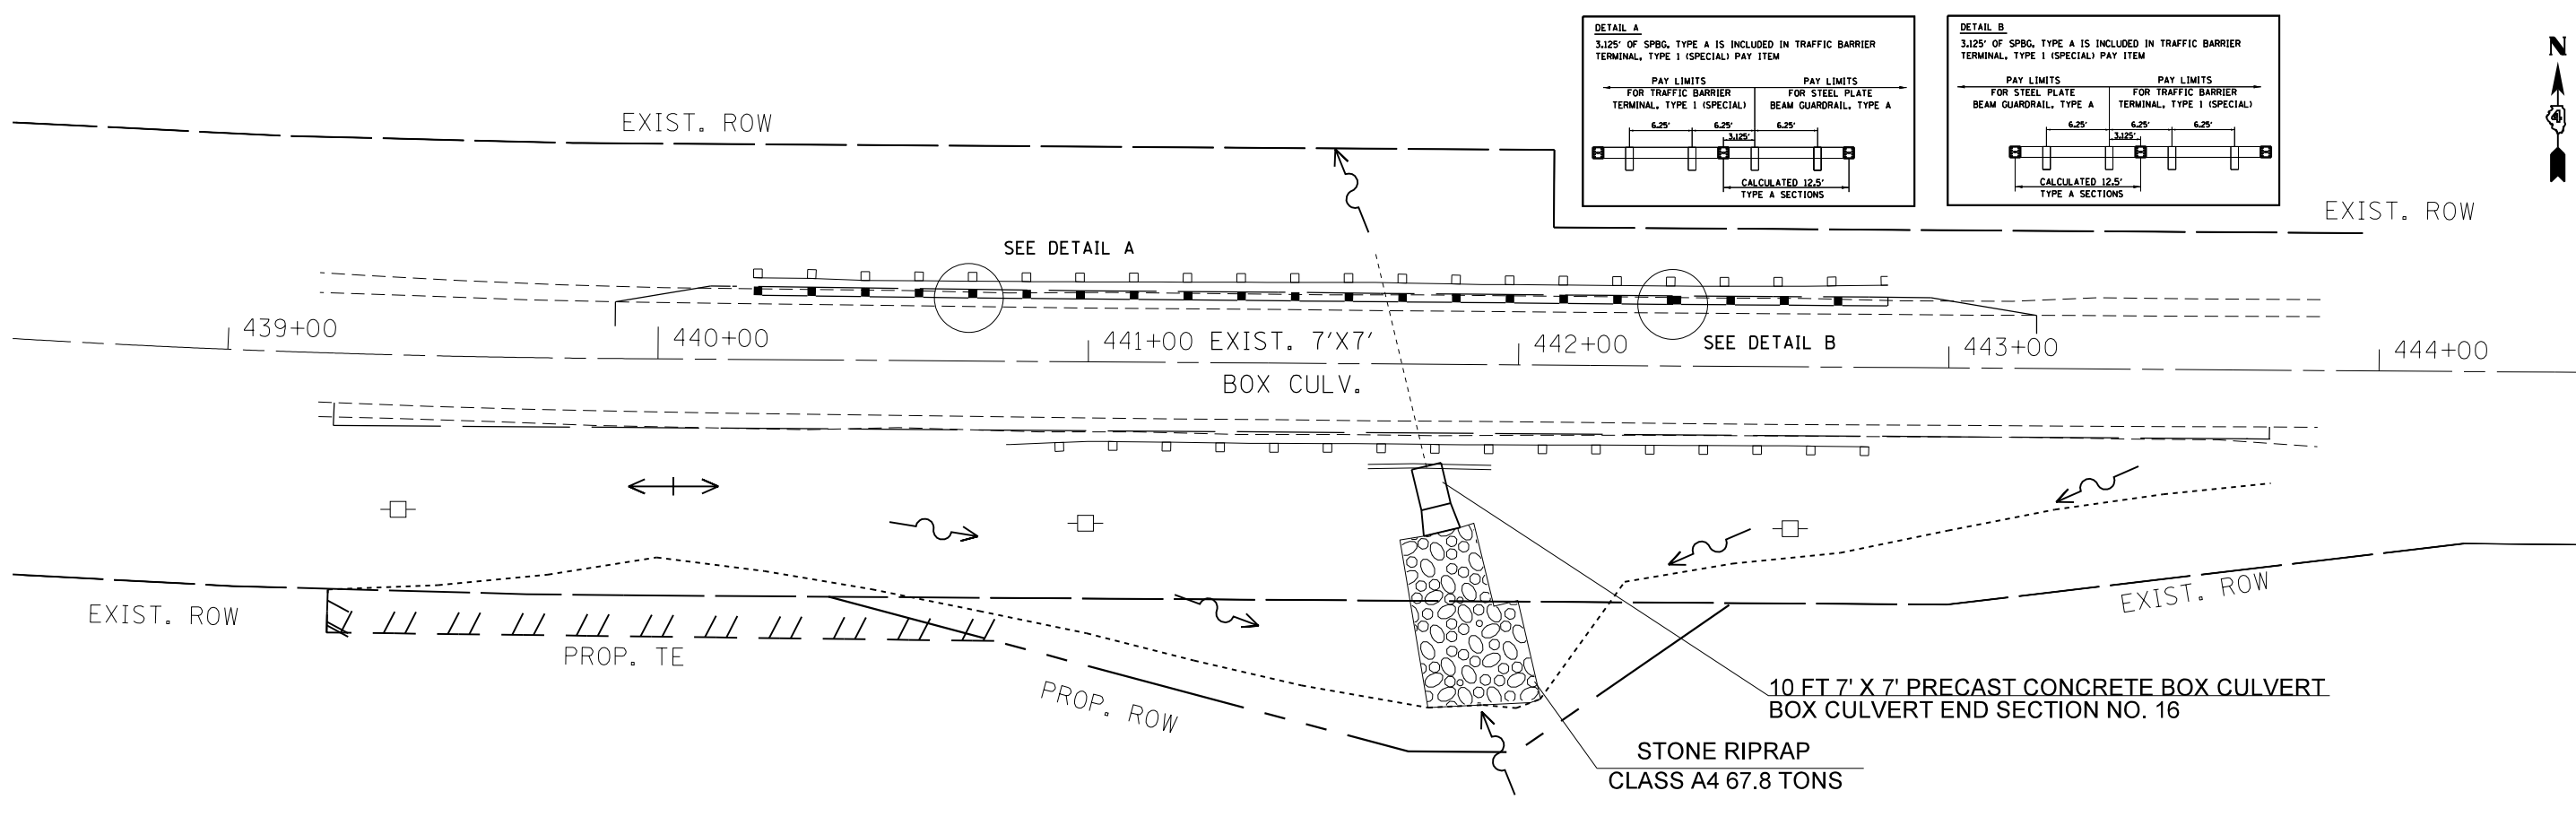 DETAIL A
3.125' OF SPBG, TYPE A IS INCLUDED IN TRAFFIC BARRIER
TERMINAL, TYPE 1 (SPECIAL) PAY ITEM
PAY LIMITS
FOR TRAFFIC BARRIER
TERMINAL, TYPE 1 (SPECIAL)
PAY LIMITS
FOR STEEL PLATE
BEAM GUARDRAIL, TYPE A
6.25' 6.25' 6.25'
3.125'
CALCULATED 12.5'
TYPE A SECTIONS
DETAIL B
3.125' OF SPBG, TYPE A IS INCLUDED IN TRAFFIC BARRIER
TERMINAL, TYPE 1 (SPECIAL) PAY ITEM
PAY LIMITS
FOR STEEL PLATE
BEAM GUARDRAIL, TYPE A
PAY LIMITS
FOR TRAFFIC BARRIER
TERMINAL, TYPE 1 (SPECIAL)
6.25' 6.25' 6.25'
3.125'
CALCULATED 12.5'
TYPE A SECTIONS
N
4
EXIST. ROW
EXIST. ROW
SEE DETAIL A
439+00
440+00
441+00
EXIST. 7'X7'
BOX CULV.
442+00
SEE DETAIL B
443+00
444+00
EXIST. ROW
PROP. TE
PROP. ROW
EXIST. ROW
10 FT 7' X 7' PRECAST CONCRETE BOX CULVERT
BOX CULVERT END SECTION NO. 16
STONE RIPRAP
CLASS A4 67.8 TONS